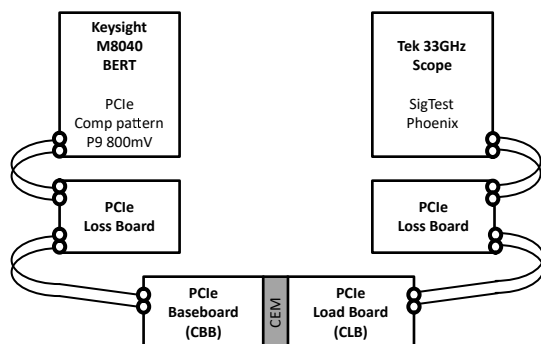 Keysight
M8040
BERT
PCIe
Comp pattern
P9 800mV
Tek 33GHz
Scope
SigTest
Phoenix
PCIe
Loss Board
PCIe
Loss Board
PCIe
Baseboard
(CBB)
CEM
PCIe
Load Board
(CLB)